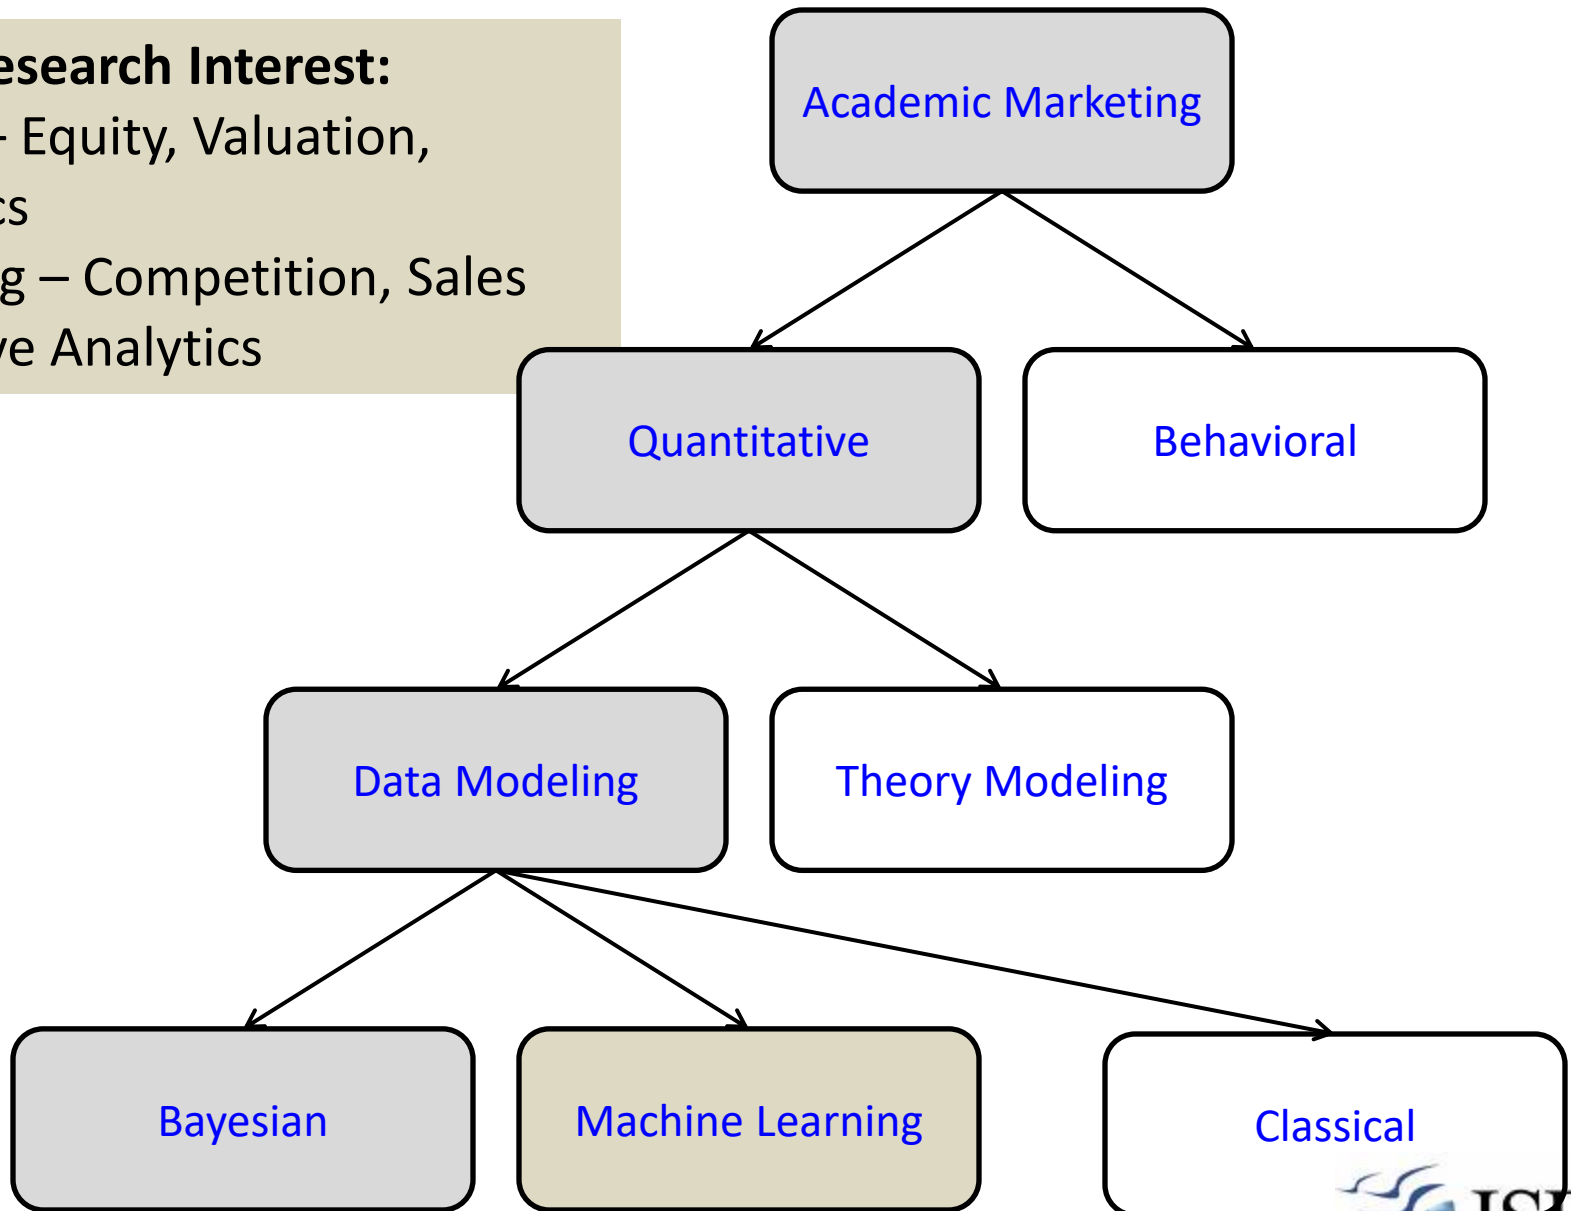 esearch Interest:
– Equity, Valuation,
cs
g – Competition, Sales
ve Analytics
Academic Marketing
Quantitative
Behavioral
Data Modeling
Theory Modeling
Bayesian
Machine Learning
Classical